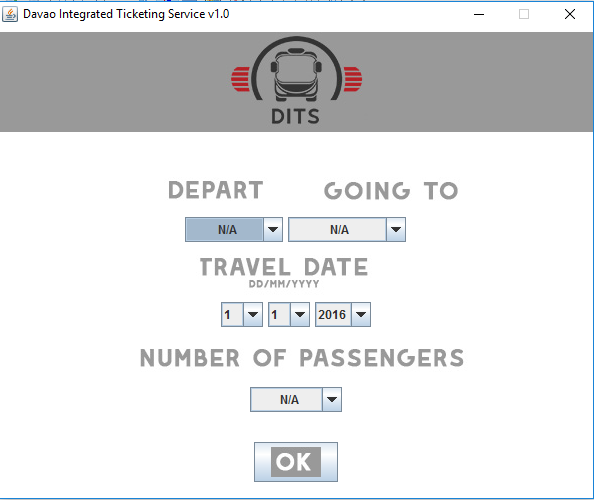 Davao Integrated Ticketing Service v1.0
DITS
DEPART GOING TO
N/A N/A
TRAVEL DATE
DD/MM/YYYY
1 1 2016
NUMBER OF PASSENGERS
N/A
OK